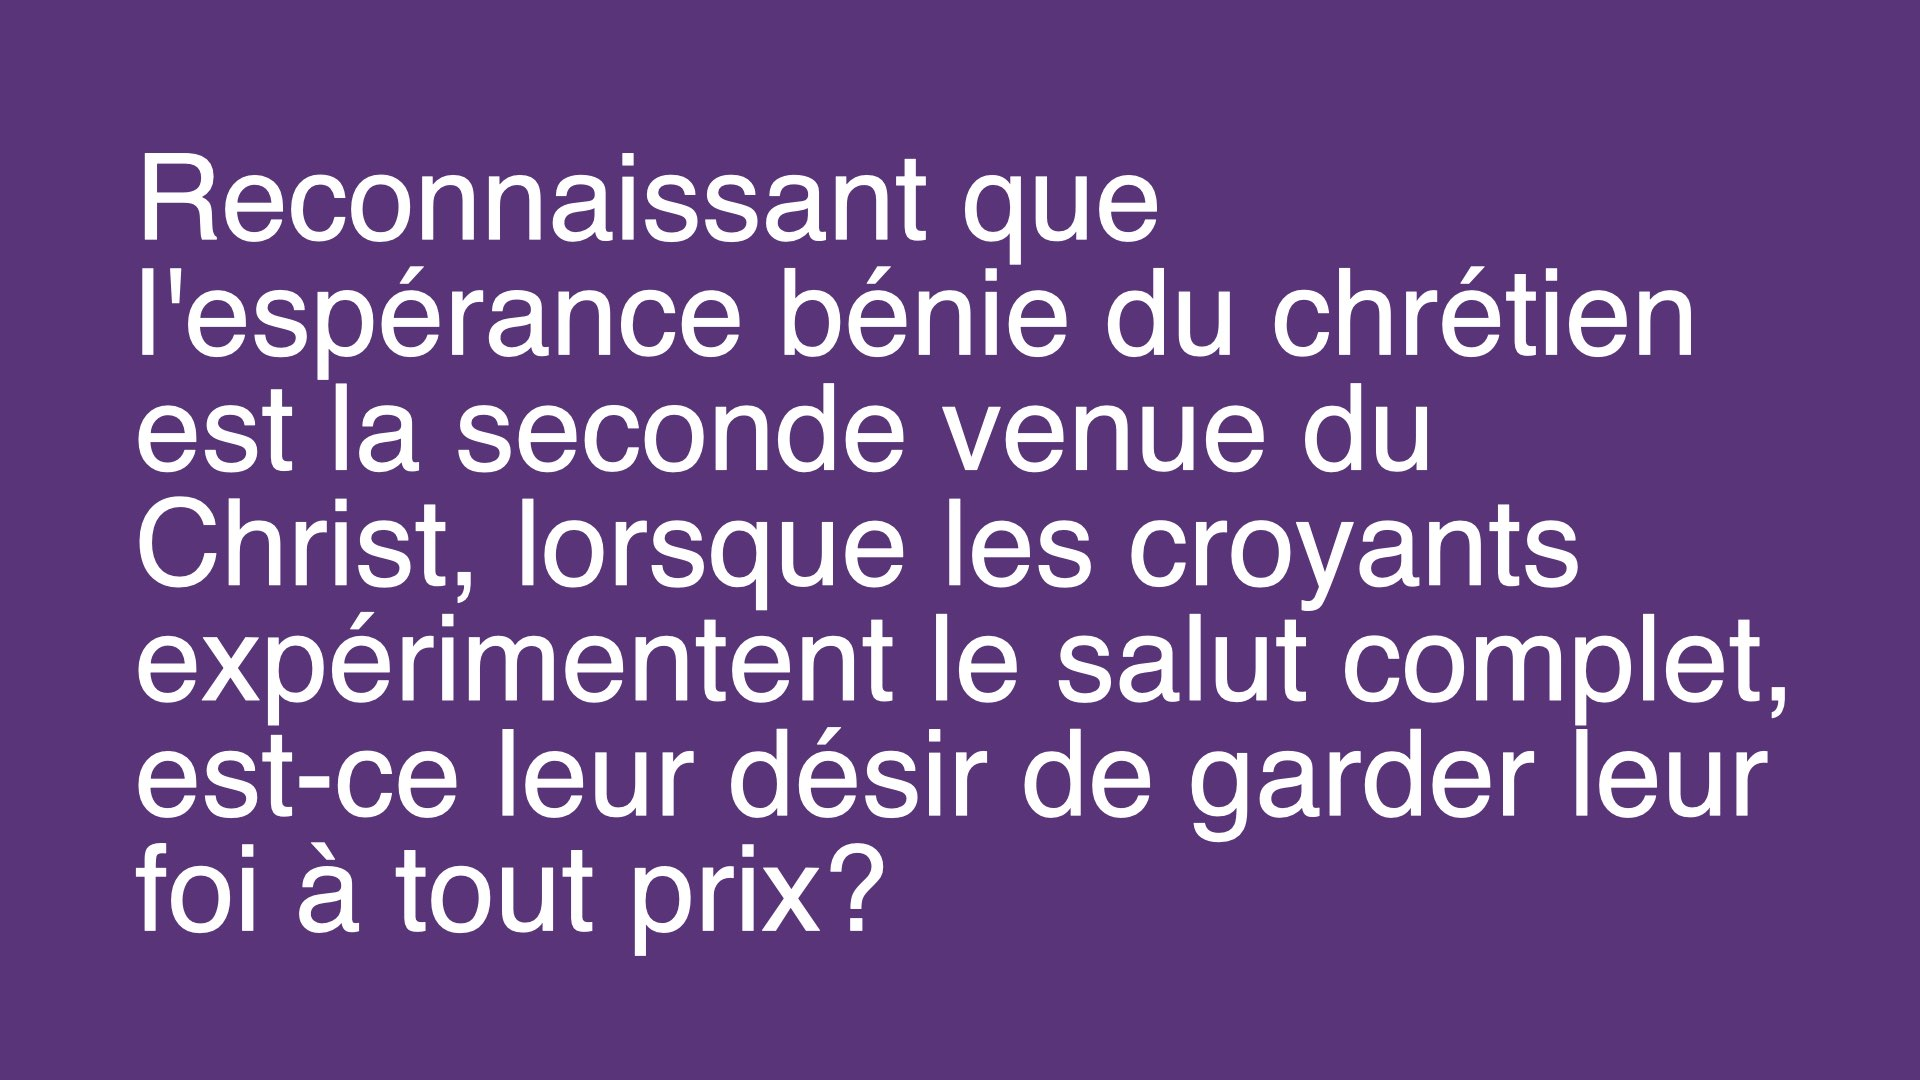 Reconnaissant que
l'espérance bénie du chrétien
est la seconde venue du
Christ, lorsque les croyants
expérimentent le salut complet,
est-ce leur désir de garder leur
foi à tout prix?